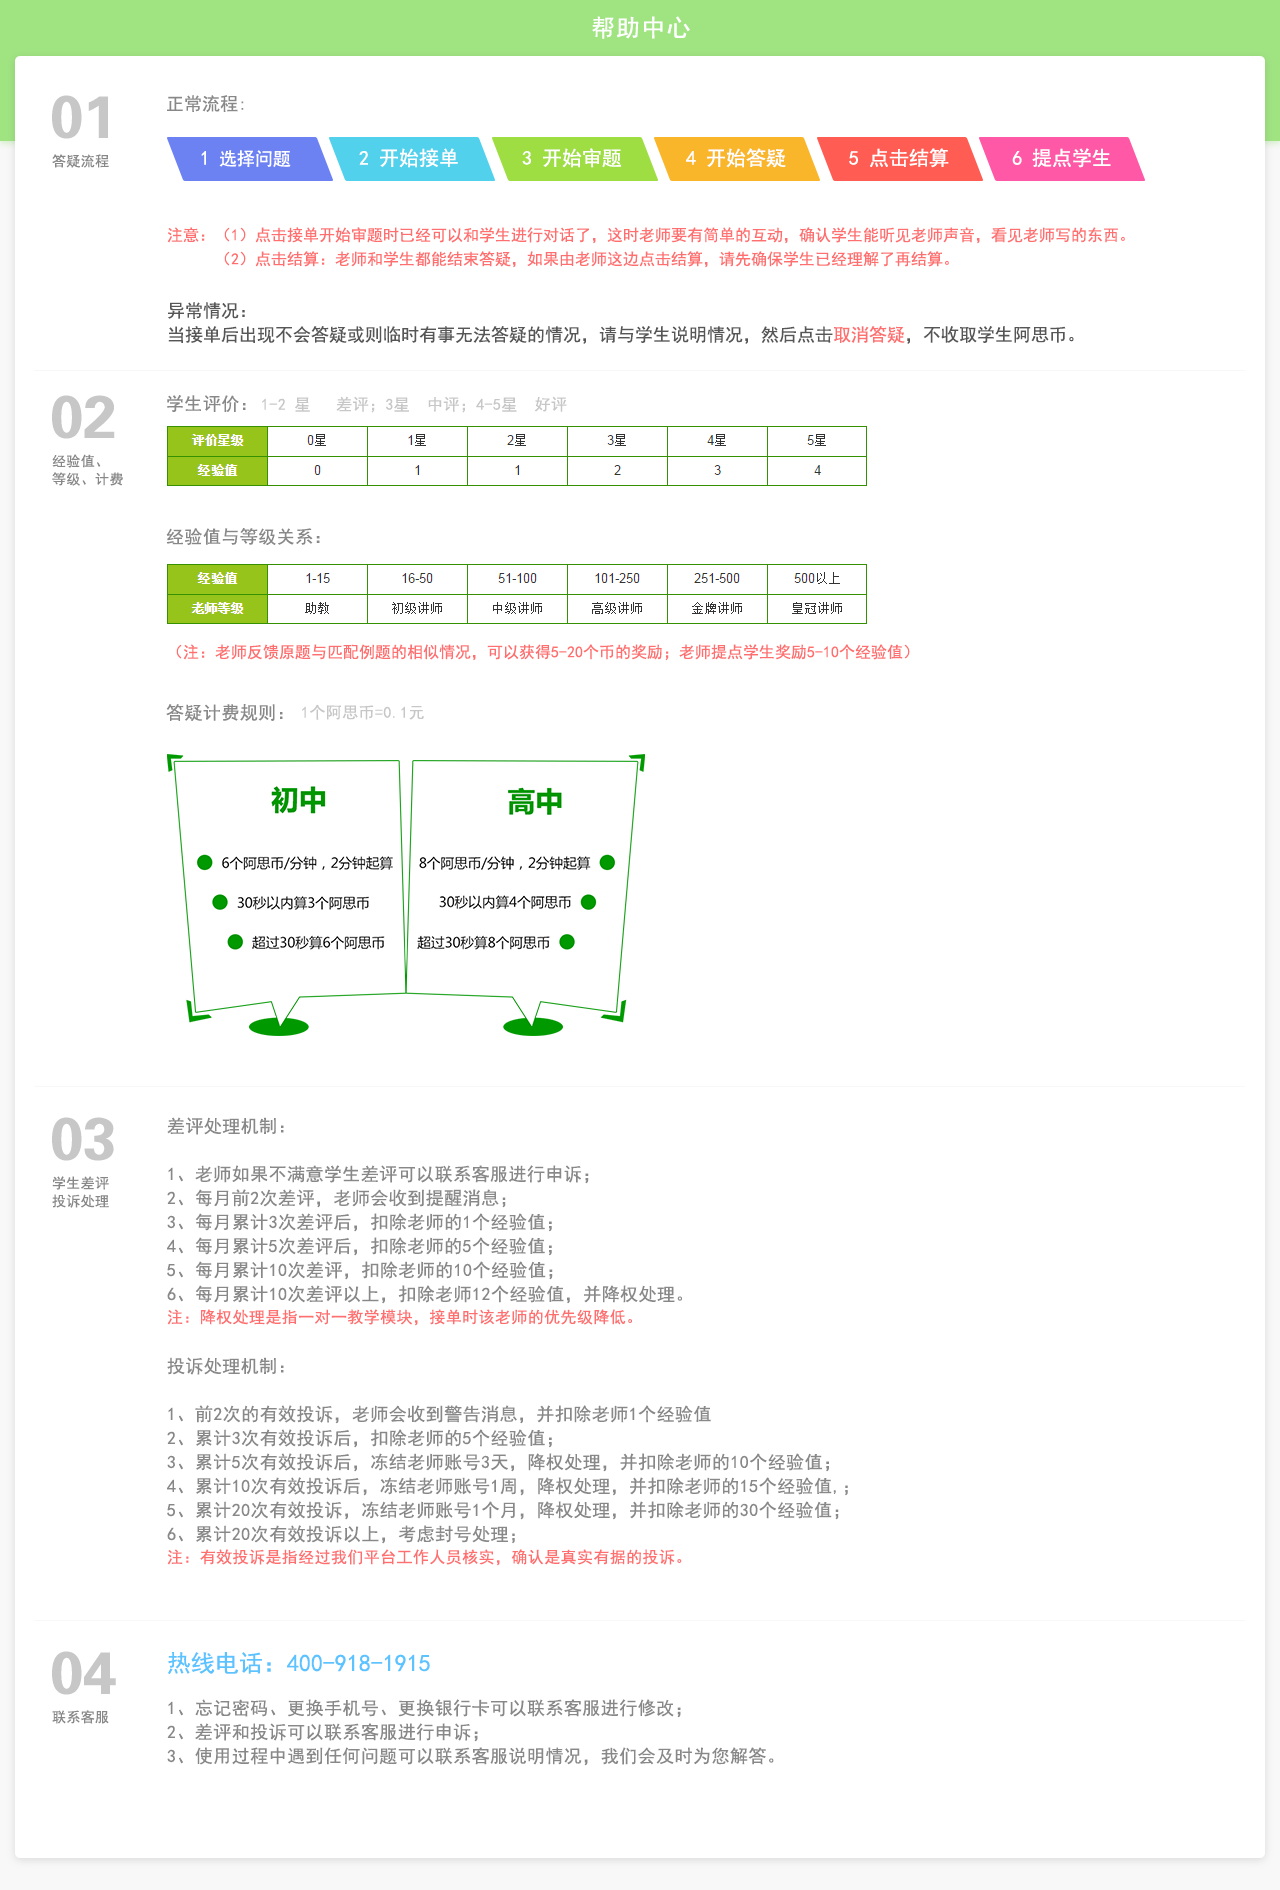 帮助中心
01
答疑流程
正常流程:
1 选择问题
2 开始接单
3 开始审题
4 开始答疑
5 点击结算
6 提点学生
注意：（1）点击接单开始审题时已经可以和学生进行对话了，这时老师要有简单的互动，确认学生能听见老师声音，看见老师写的东西。
（2）点击结算：老师和学生都能结束答疑，如果由老师这边点击结算，请先确保学生已经理解了再结算。
异常情况：
当接单后出现不会答疑或则临时有事无法答疑的情况，请与学生说明情况，然后点击取消答疑，不收取学生阿思币。
02
经验值、
等级、计费
学生评价：1-2 星 差评；3星 中评；4-5星 好评
评价星级 0星 1星 2星 3星 4星 5星
经验值 0 1 1 2 3 4
经验值与等级关系：
经验值 1-15 16-50 51-100 101-250 251-500 500以上
老师等级 助教 初级讲师 中级讲师 高级讲师 金牌讲师 皇冠讲师
（注：老师反馈原题与匹配例题的相似情况，可以获得5-20个币的奖励；老师提点学生奖励5-10个经验值）
答疑计费规则： 1个阿思币=0.1元
初中
6个阿思币/分钟，2分钟起算
30秒以内算3个阿思币
超过30秒算6个阿思币
高中
8个阿思币/分钟，2分钟起算
30秒以内算4个阿思币
超过30秒算8个阿思币
03
学生差评
投诉处理
差评处理机制：
1、老师如果不满意学生差评可以联系客服进行申诉；
2、每月前2次差评，老师会收到提醒消息；
3、每月累计3次差评后，扣除老师的1个经验值；
4、每月累计5次差评后，扣除老师的5个经验值；
5、每月累计10次差评，扣除老师的10个经验值；
6、每月累计10次差评以上，扣除老师12个经验值，并降权处理。
注：降权处理是指一对一教学模块，接单时该老师的优先级降低。
投诉处理机制：
1、前2次的有效投诉，老师会收到警告消息，并扣除老师1个经验值
2、累计3次有效投诉后，扣除老师的5个经验值；
3、累计5次有效投诉后，冻结老师账号3天，降权处理，并扣除老师的10个经验值；
4、累计10次有效投诉后，冻结老师账号1周，降权处理，并扣除老师的15个经验值,；
5、累计20次有效投诉，冻结老师账号1个月，降权处理，并扣除老师的30个经验值；
6、累计20次有效投诉以上，考虑封号处理；
注：有效投诉是指经过我们平台工作人员核实，确认是真实有据的投诉。
04
联系客服
热线电话：400-918-1915
1、忘记密码、更换手机号、更换银行卡可以联系客服进行修改；
2、差评和投诉可以联系客服进行申诉；
3、使用过程中遇到任何问题可以联系客服说明情况，我们会及时为您解答。